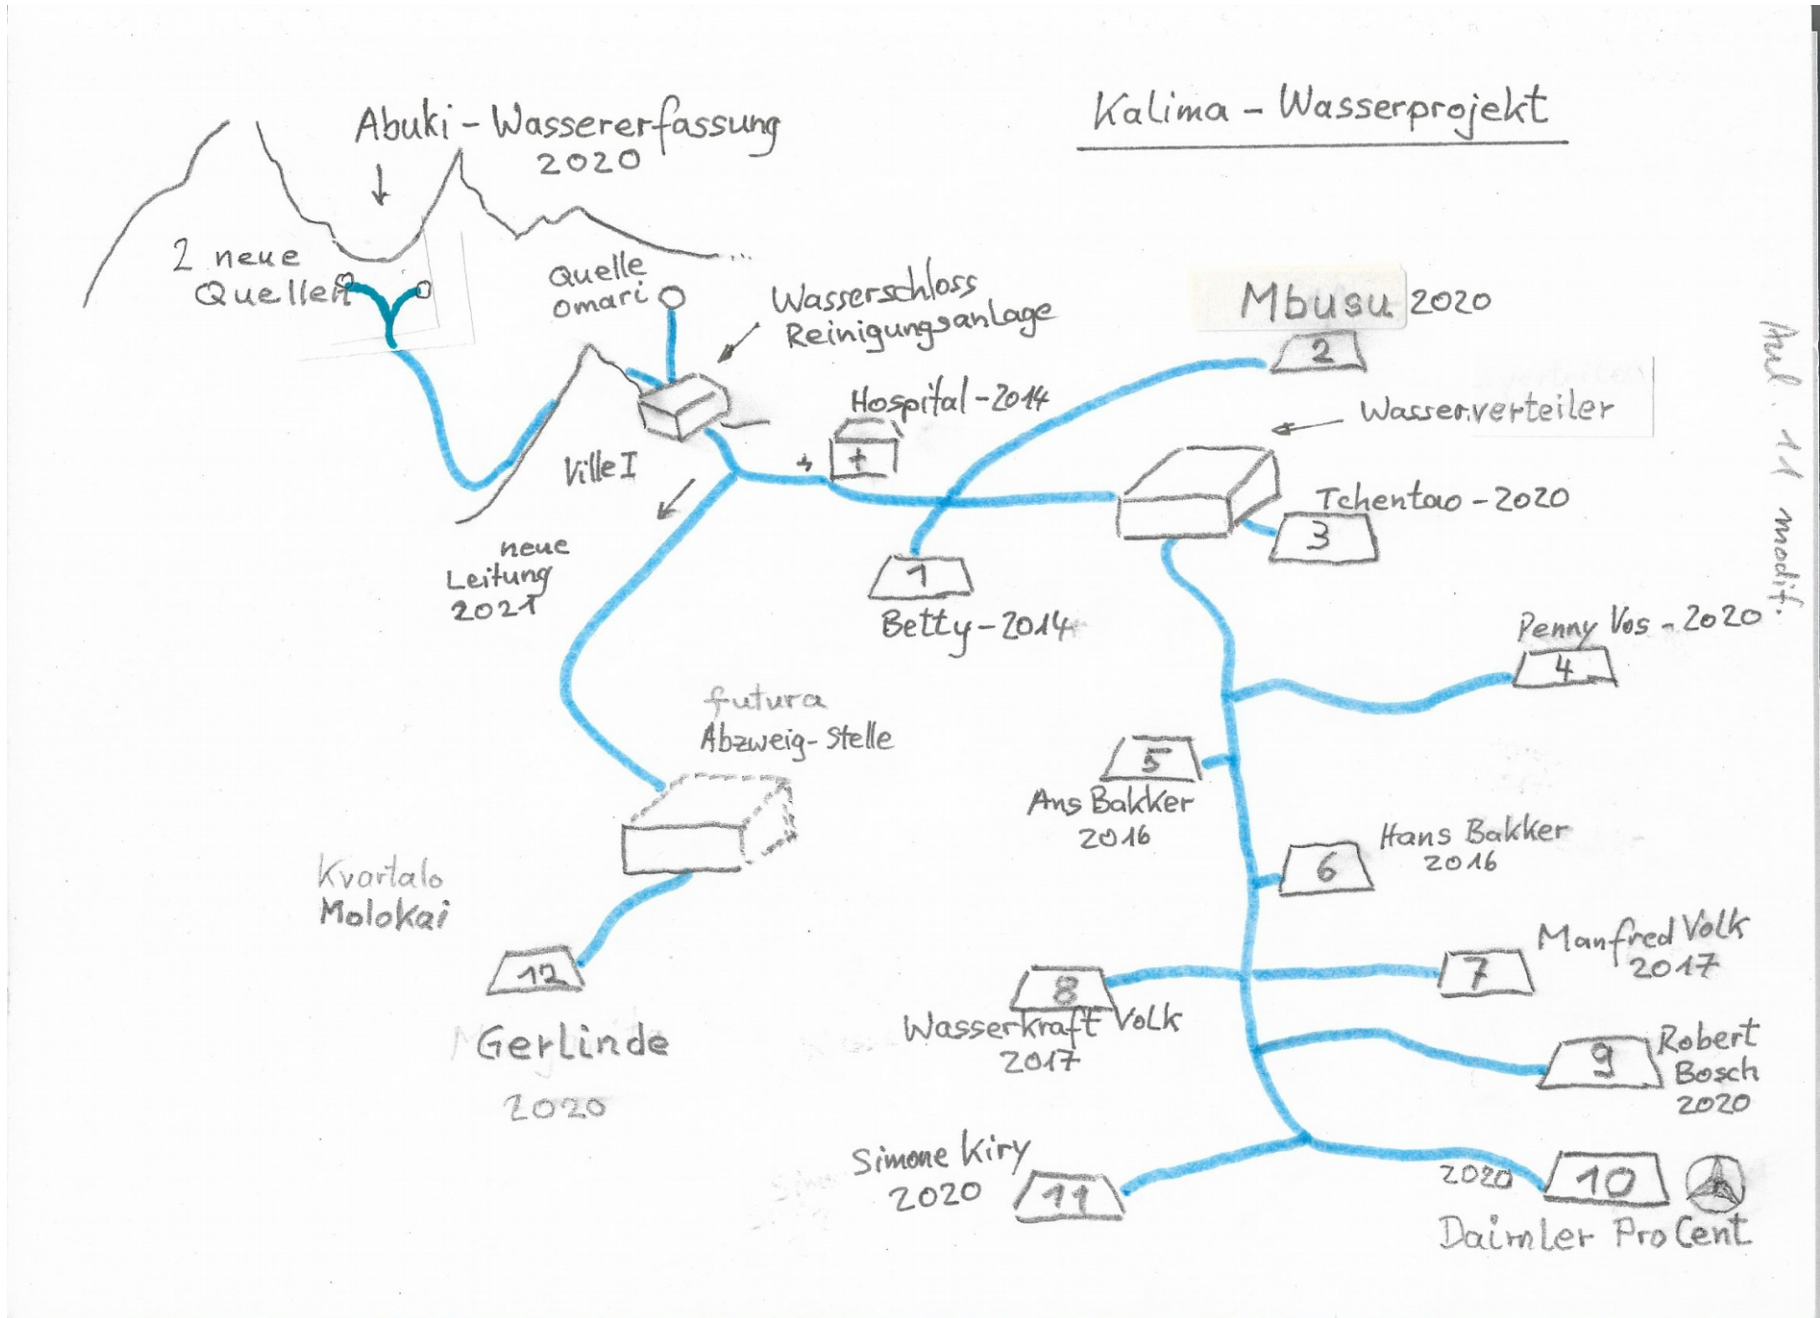 Kalima - Wasserprojekt
Abuki - Wassererfassung
2020
2 neue
Quellen
Quelle
Omari
Wasserschloss
Reinigungsanlage
Mbusu 2020
2
Hospital - 2014
+
Wasserverteiler
Ville I
Tchentao - 2020
3
neue
Leitung
2021
1
Betty - 2014
Penny Vos - 2020
4
futura
Abzweig-Stelle
5
Ans Bakker
2016
Hans Bakker
2016
6
Kvartalo
Molokai
12
Gerlinde
2020
Manfred Volk
2017
7
8
Wasserkraft Volk
2017
Robert
Bosch
2020
9
Simone Kiry
2020
11
2020
10
Daimler ProCent
11 modif.